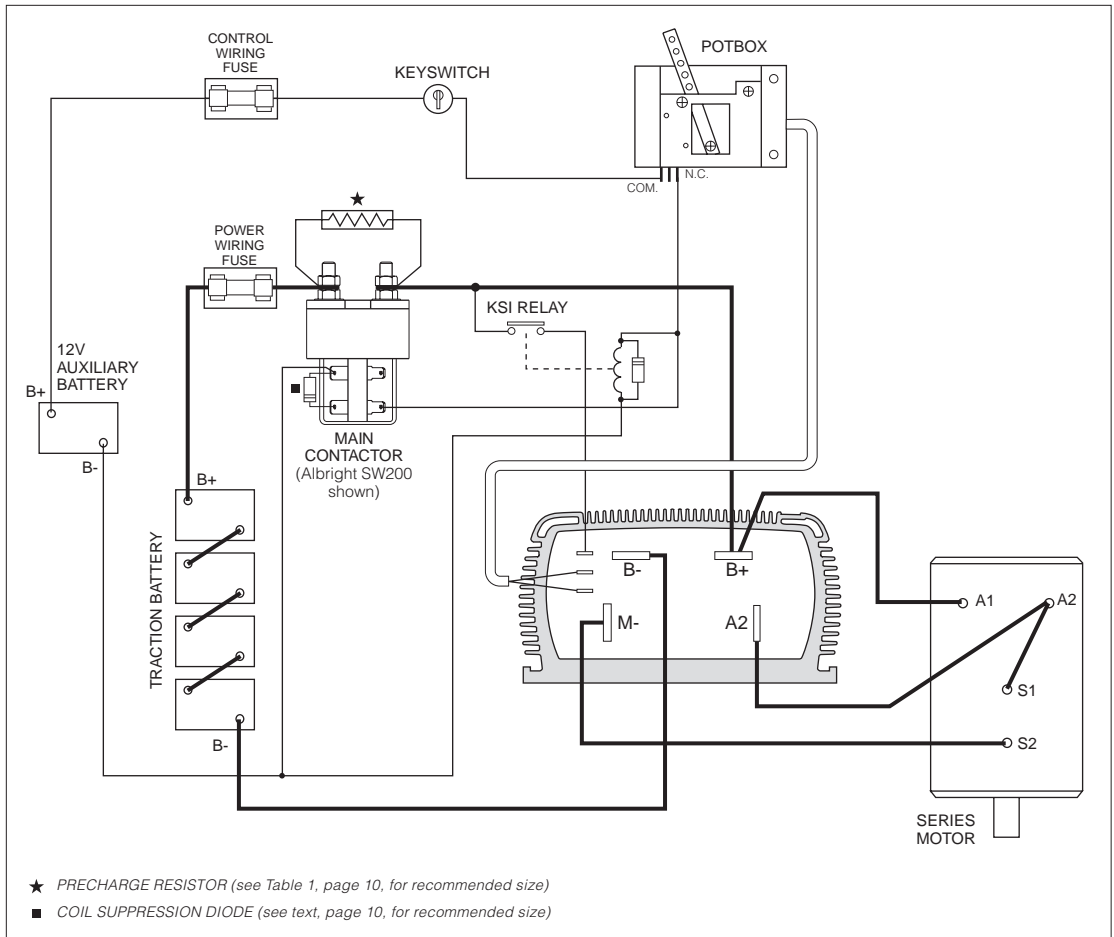 CONTROL
WIRING
FUSE
KEYSWITCH
POTBOX
COM.
N.C.
★
POWER
WIRING
FUSE
KSI RELAY
12V
AUXILIARY
BATTERY
B+
B-
■
MAIN
CONTACTOR
(Albright SW200
shown)
B+
TRACTION BATTERY
B-
B-
B+
M-
A2
A1
A2
S1
S2
SERIES
MOTOR
★ PRECHARGE RESISTOR (see Table 1, page 10, for recommended size)
■ COIL SUPPRESSION DIODE (see text, page 10, for recommended size)